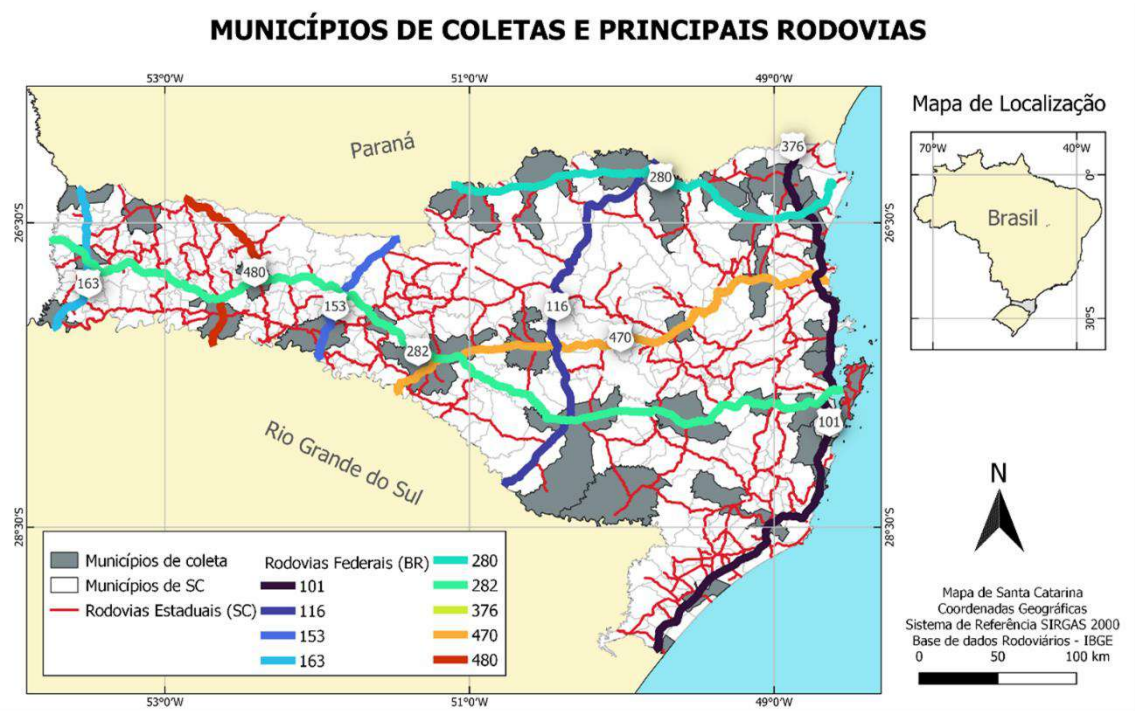 MUNICÍPIOS DE COLETAS E PRINCIPAIS RODOVIAS
53°0'W 51°0'W 49°0'W
Mapa de Localização
70°W 40°W
0°
Brasil
30°S
Paraná
376
280
26°30'S 26°30'S
480
163
153
116
470
282
101
Rio Grande do Sul
28°30'S 28°30'S
N
Municípios de coleta
Municípios de SC
Rodovias Estaduais (SC)
Rodovias Federais (BR)
101
116
153
163
280
282
376
470
480
Mapa de Santa Catarina
Coordenadas Geográficas
Sistema de Referência SIRGAS 2000
Base de dados Rodoviários - IBGE
0 50 100 km
53°0'W 51°0'W 49°0'W